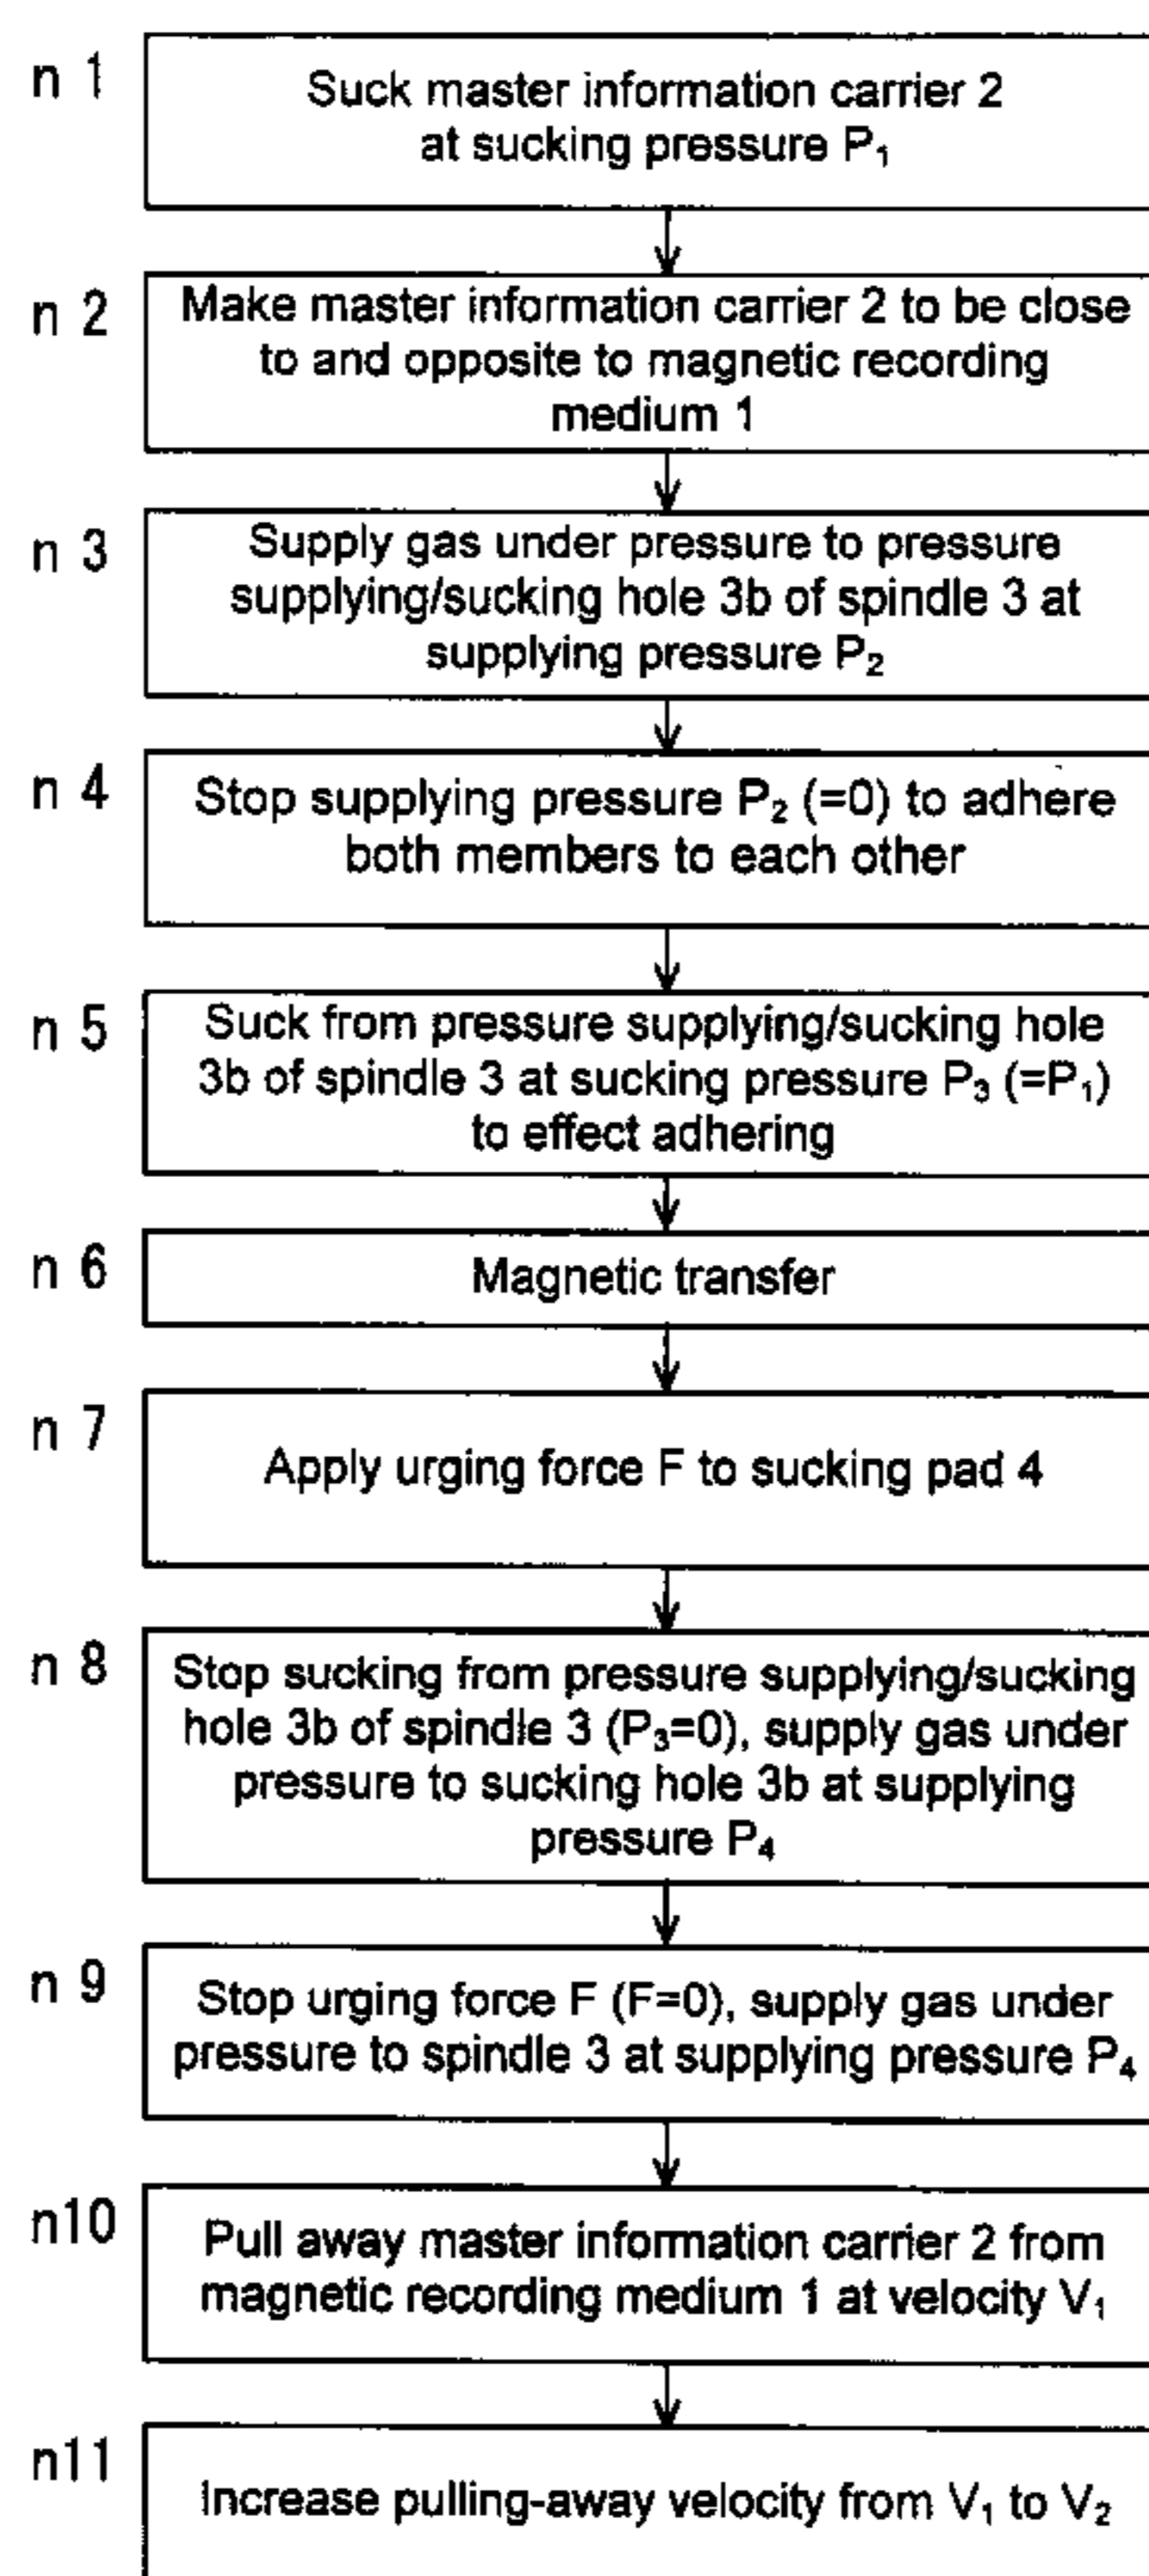 n 1
Suck master information carrier 2
at sucking pressure P₁
n 2
Make master information carrier 2 to be close
to and opposite to magnetic recording
medium 1
n 3
Supply gas under pressure to pressure
supplying/sucking hole 3b of spindle 3 at
supplying pressure P₂
n 4
Stop supplying pressure P₂ (=0) to adhere
both members to each other
n 5
Suck from pressure supplying/sucking hole
3b of spindle 3 at sucking pressure P₃ (=P₁)
to effect adhering
n 6
Magnetic transfer
n 7
Apply urging force F to sucking pad 4
n 8
Stop sucking from pressure supplying/sucking
hole 3b of spindle 3 (P₃=0), supply gas under
pressure to sucking hole 3b at supplying
pressure P₄
n 9
Stop urging force F (F=0), supply gas under
pressure to spindle 3 at supplying pressure P₄
n10
Pull away master information carrier 2 from
magnetic recording medium 1 at velocity V₁
n11
Increase pulling-away velocity from V₁ to V₂